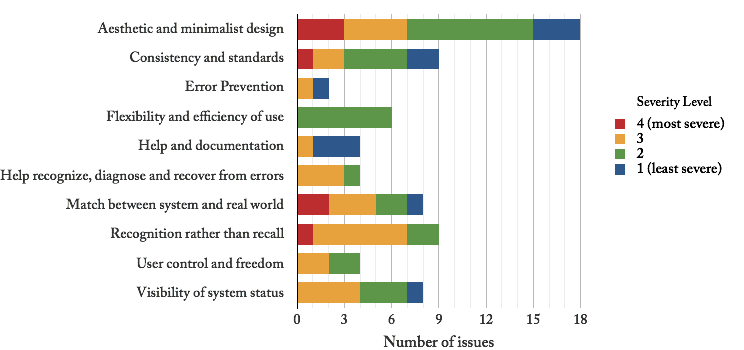 Aesthetic and minimalist design
Consistency and standards
Error Prevention
Flexibility and efficiency of use
Help and documentation
Help recognize, diagnose and recover from errors
Match between system and real world
Recognition rather than recall
User control and freedom
Visibility of system status
0 3 6 9 12 15 18
Number of issues
Severity Level
4 (most severe)
3
2
1 (least severe)